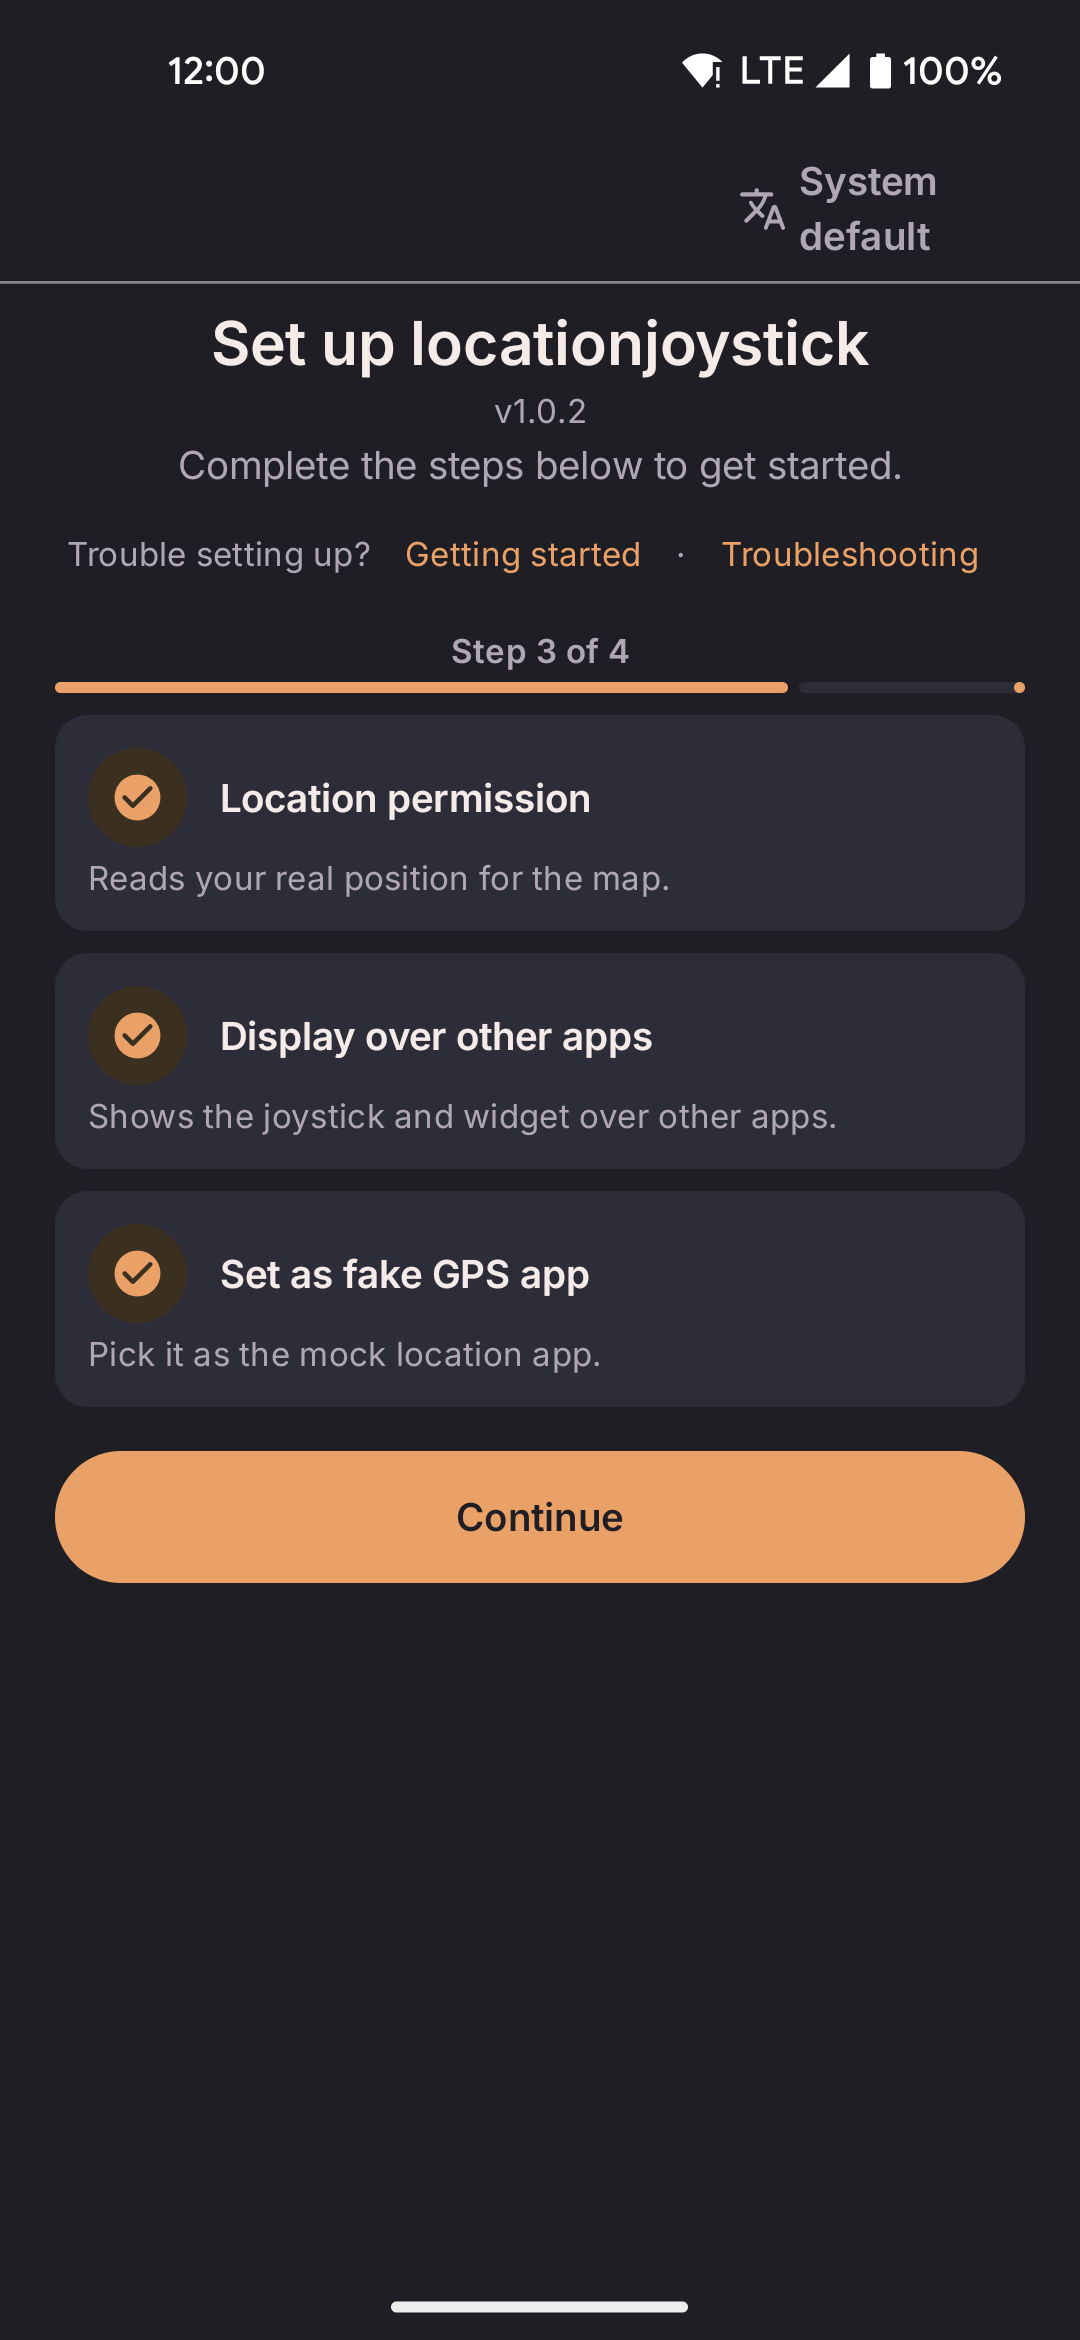 12:00
LTE 100%
System
default
Set up locationjoystick
v1.0.2
Complete the steps below to get started.
Trouble setting up? Getting started · Troubleshooting
Step 3 of 4
Location permission
Reads your real position for the map.
Display over other apps
Shows the joystick and widget over other apps.
Set as fake GPS app
Pick it as the mock location app.
Continue